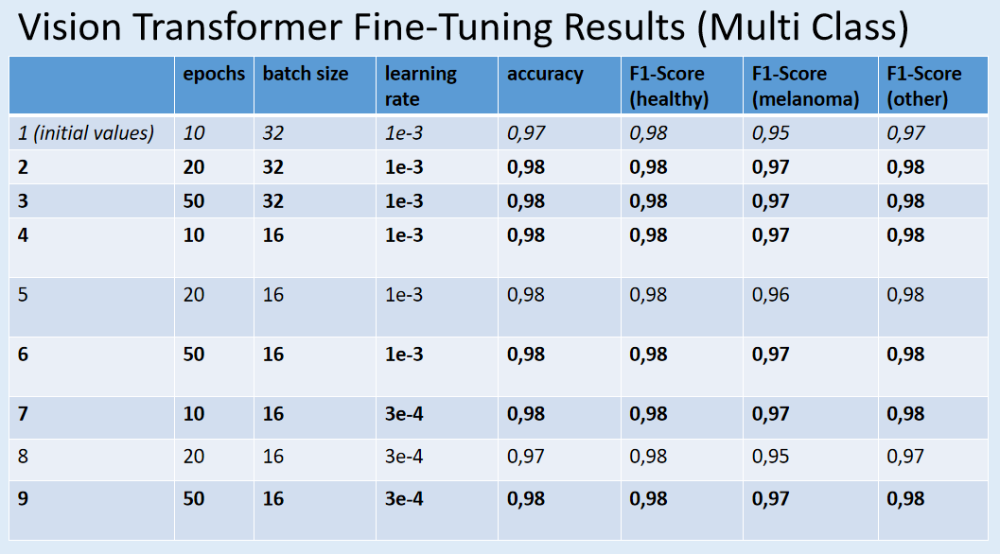 Vision Transformer Fine-Tuning Results (Multi Class)
epochs batch size learning rate accuracy F1-Score (healthy) F1-Score (melanoma) F1-Score (other)
1 (initial values) 10 32 1e-3 0,97 0,98 0,95 0,97
2 20 32 1e-3 0,98 0,98 0,97 0,98
3 50 32 1e-3 0,98 0,98 0,97 0,98
4 10 16 1e-3 0,98 0,98 0,97 0,98
5 20 16 1e-3 0,98 0,98 0,96 0,98
6 50 16 1e-3 0,98 0,98 0,97 0,98
7 10 16 3e-4 0,98 0,98 0,97 0,98
8 20 16 3e-4 0,97 0,98 0,95 0,97
9 50 16 3e-4 0,98 0,98 0,97 0,98